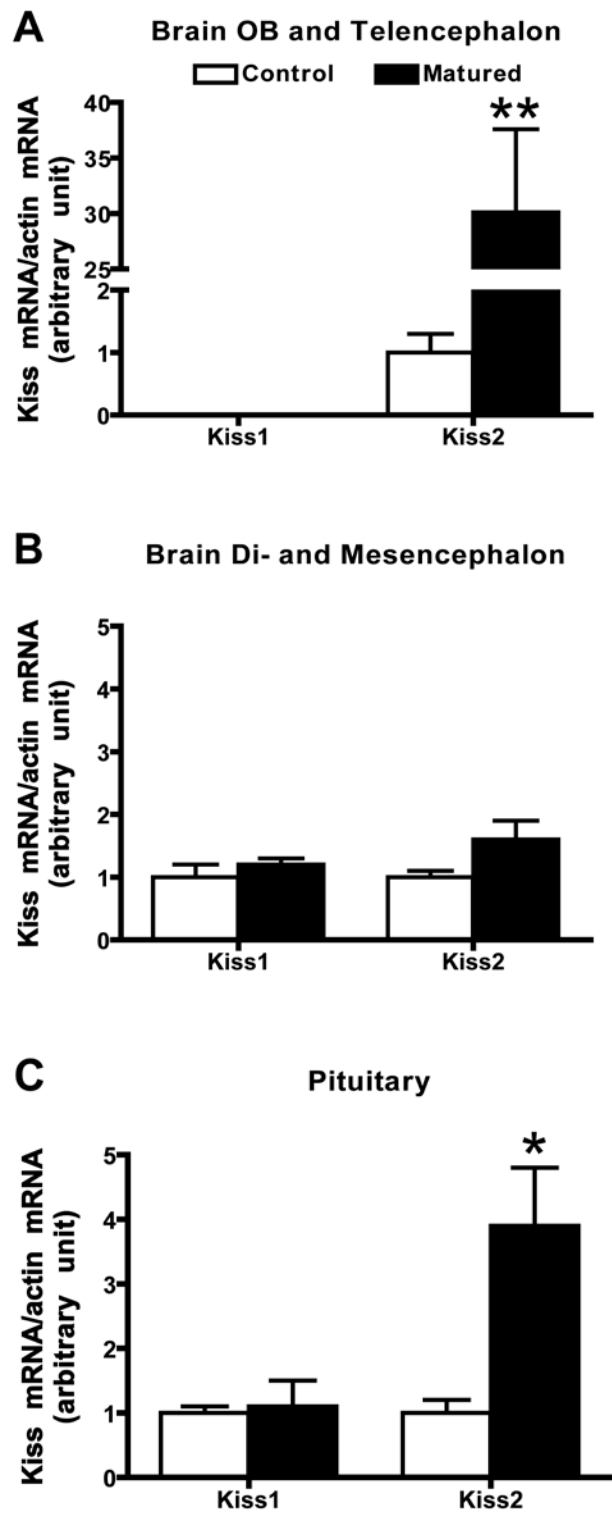 A
Brain OB and Telencephalon
Control Matured
Kiss mRNA/actin mRNA
(arbitrary unit)
40
35
30
25
2
1
0
**
Kiss1 Kiss2
B
Brain Di- and Mesencephalon
Kiss mRNA/actin mRNA
(arbitrary unit)
5
4
3
2
1
0
Kiss1 Kiss2
C
Pituitary
Kiss mRNA/actin mRNA
(arbitrary unit)
5
4
3
2
1
0
*
Kiss1 Kiss2